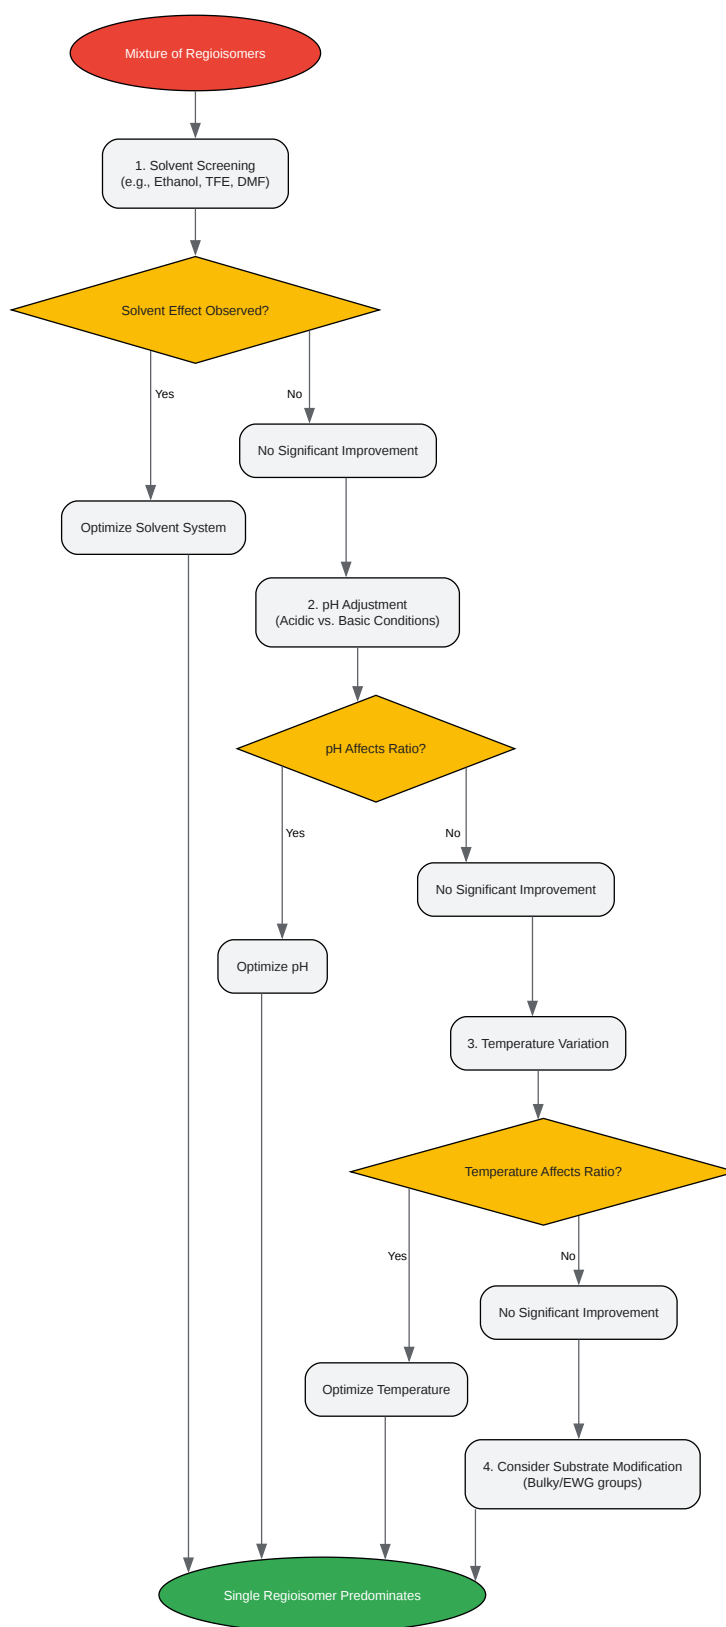 Mixture of Regioisomers
1. Solvent Screening
(e.g., Ethanol, TFE, DMF)
Solvent Effect Observed?
Yes
No
No Significant Improvement
Optimize Solvent System
2. pH Adjustment
(Acidic vs. Basic Conditions)
pH Affects Ratio?
Yes
No
No Significant Improvement
Optimize pH
3. Temperature Variation
Temperature Affects Ratio?
Yes
No
No Significant Improvement
Optimize Temperature
4. Consider Substrate Modification
(Bulky/EWG groups)
Single Regioisomer Predominates